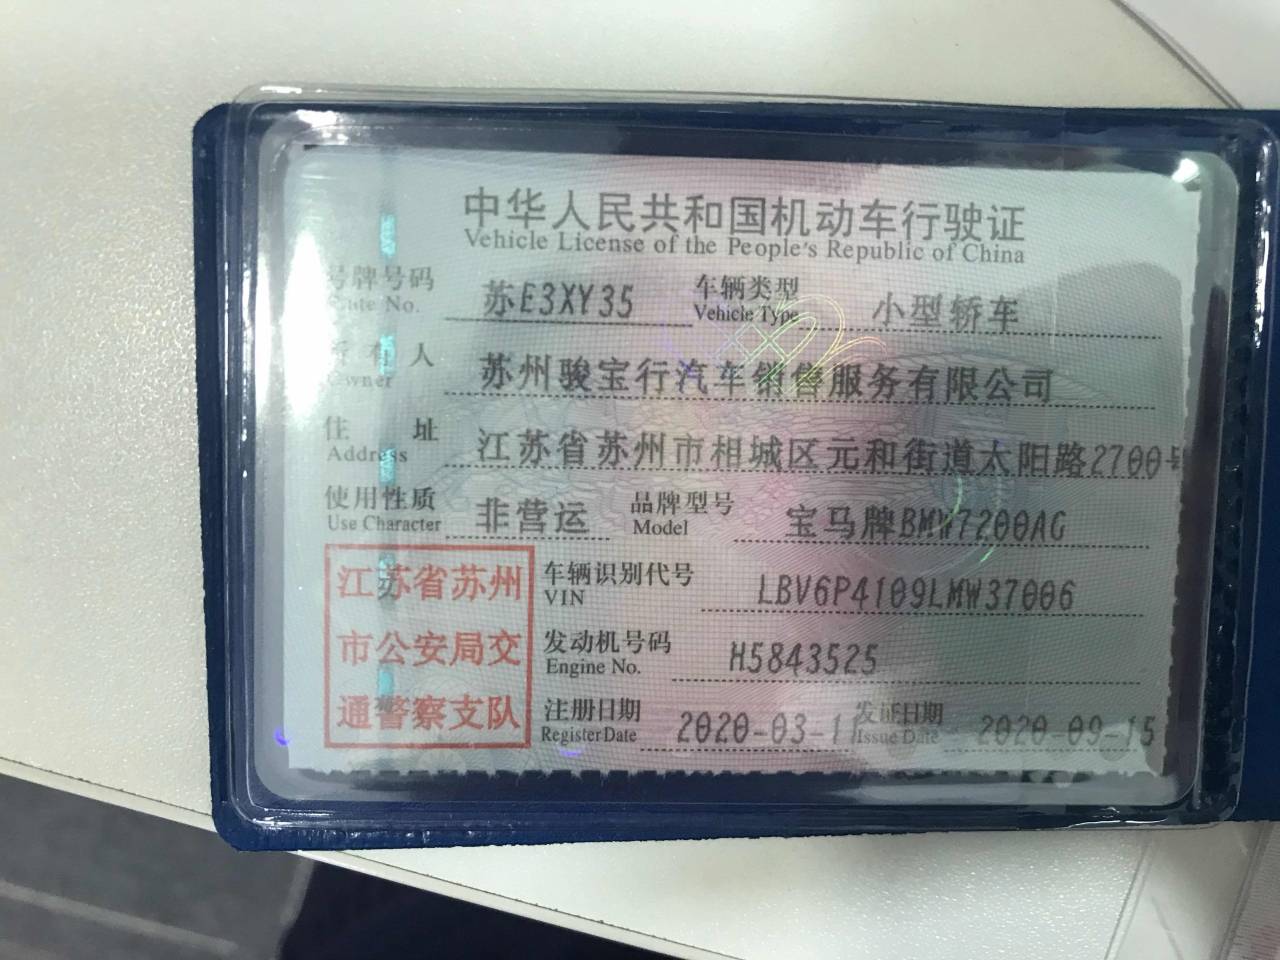 中华人民共和国机动车行驶证
Vehicle License of the People's Republic of China
号牌号码 苏E3XY35 车辆类型 小型轿车
Plate No. Vehicle Type
所有人 苏州骏宝行汽车销售服务有限公司
Owner
住址 江苏省苏州市相城区元和街道太阳路2700号
Address
使用性质 非营运 品牌型号 宝马牌BMW7200AG
Use Character Model
江苏省苏州
市公安局交
通警察支队
车辆识别代号 LBV6P4109LMW37006
VIN
发动机号码 H5843525
Engine No.
注册日期 2020-03-11 发证日期 2020-09-15
Register Date Issue Date